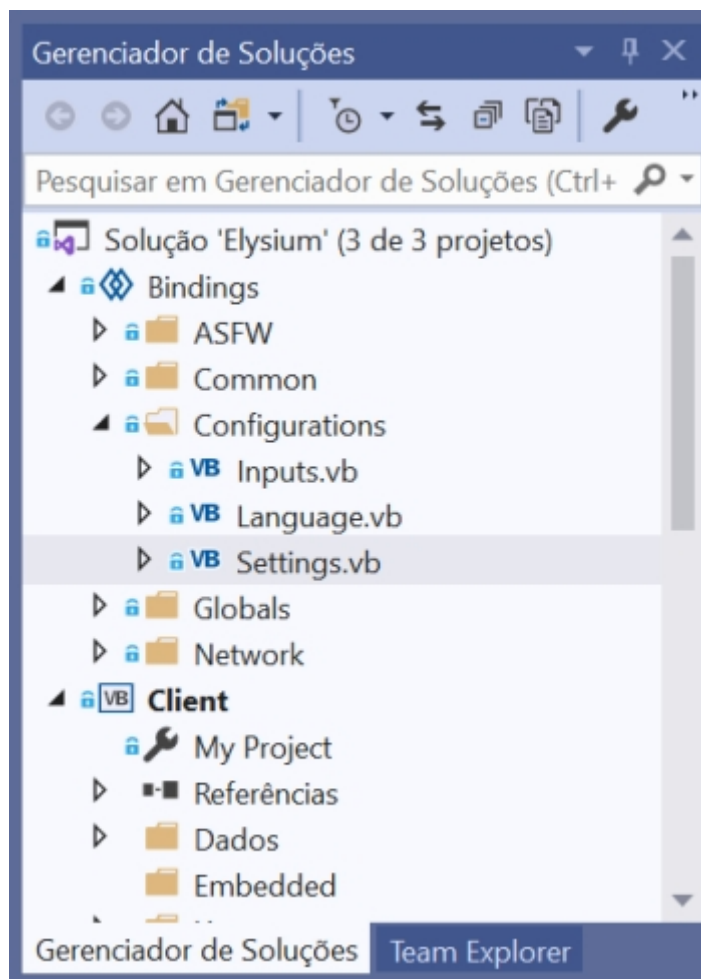 Gerenciador de Soluções
Pesquisar em Gerenciador de Soluções (Ctrl+
Solução 'Elysium' (3 de 3 projetos)
Bindings
ASFW
Common
Configurations
VB Inputs.vb
VB Language.vb
VB Settings.vb
Globals
Network
VB Client
My Project
Referências
Dados
Embedded
Gerenciador de Soluções Team Explorer